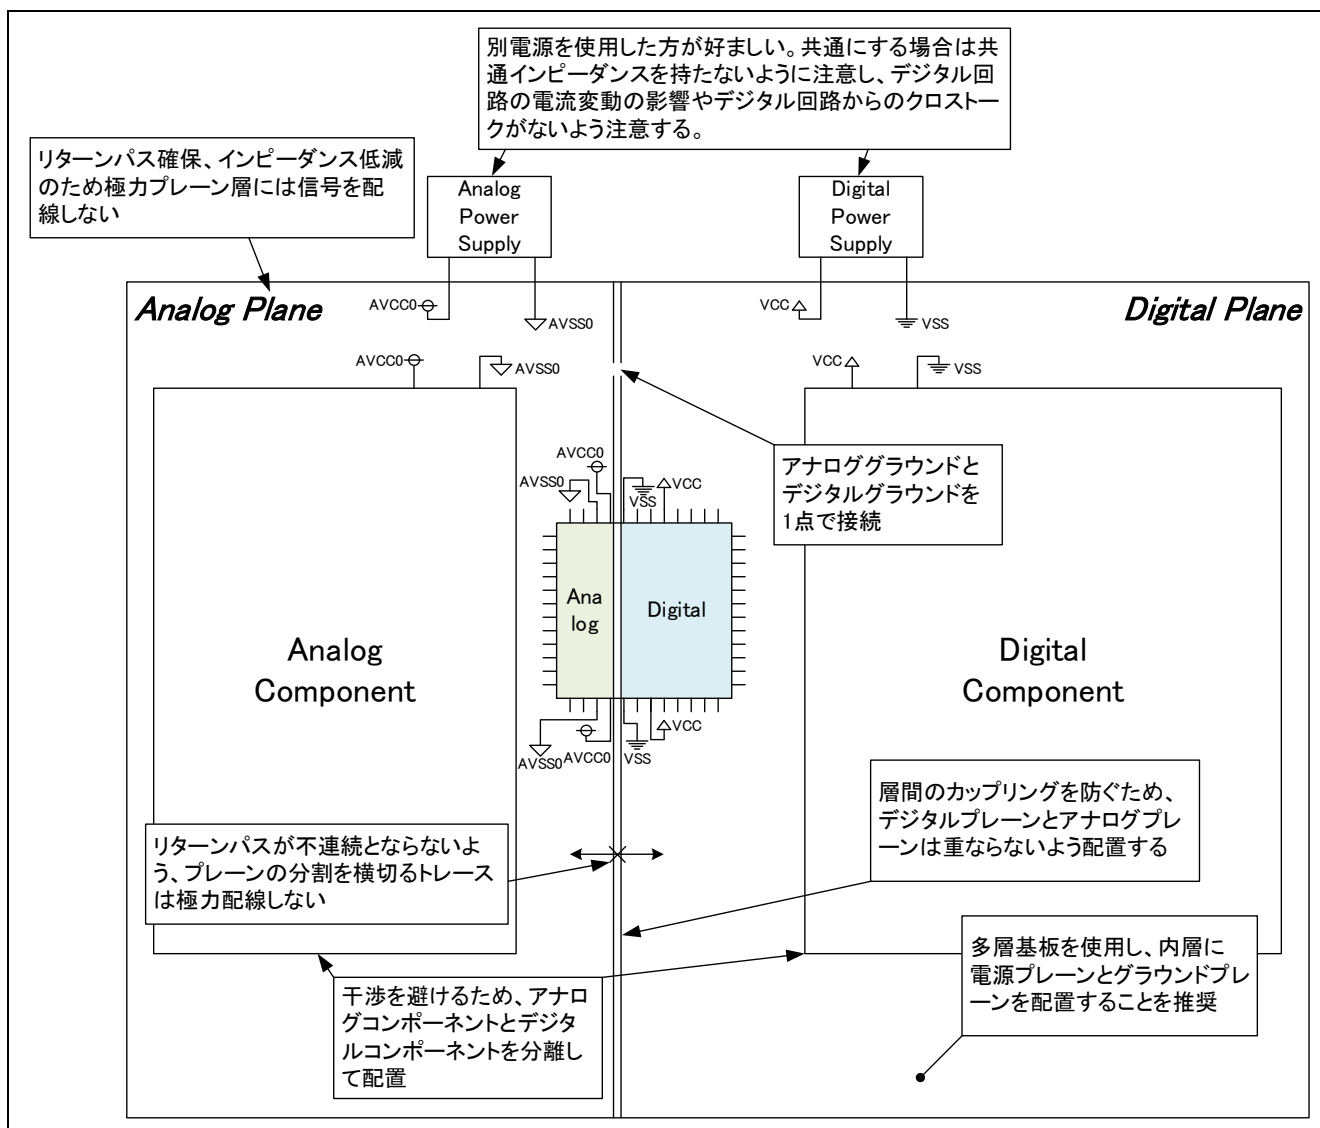 別電源を使用した方が好ましい。共通にする場合は共
通インピーダンスを持たないように注意し、デジタル回
路の電流変動の影響やデジタル回路からのクロストー
クがないよう注意する。
リターンパス確保、インピーダンス低減
のため極力プレーン層には信号を配
線しない
Analog
Power
Supply
Digital
Power
Supply
Analog Plane
AVCC0
AVSS0
VCC
VSS
Digital Plane
AVCC0
AVSS0
VCC
VSS
アナロググラウンドと
デジタルグラウンドを
1点で接続
AVCC0
AVSS0
VSS
VCC
Ana
log
Digital
Analog
Component
Digital
Component
AVSS0
AVCC0
VSS
VCC
層間のカップリングを防ぐため、
デジタルプレーンとアナログプレ
ーンは重ならないよう配置する
リターンパスが不連続とならないよ
う、プレーンの分割を横切るトレース
は極力配線しない
多層基板を使用し、内層に
電源プレーンとグラウンドプレ
ーンを配置することを推奨
干渉を避けるため、アナロ
グコンポーネントとデジタ
ルコンポーネントを分離し
て配置